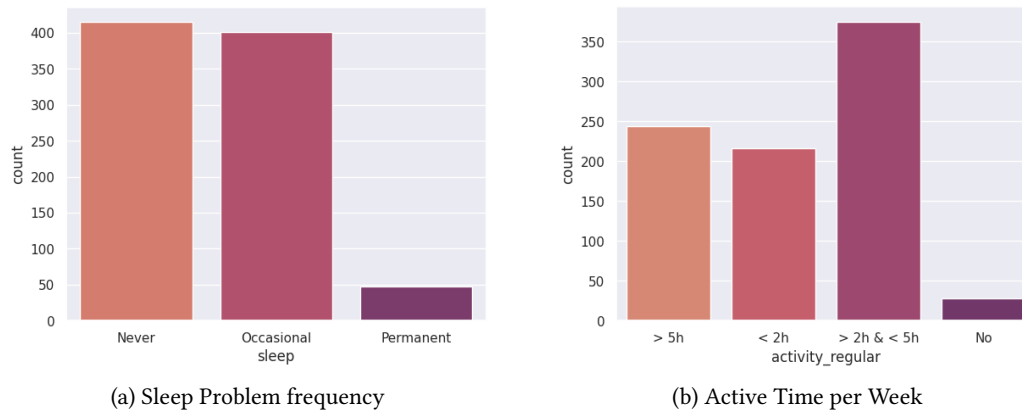 400
350
300
250
200
150
100
50
0
count
Never Occasional Permanent
sleep
(a) Sleep Problem frequency
350
300
250
200
150
100
50
0
count
> 5h < 2h > 2h & < 5h No
activity_regular
(b) Active Time per Week